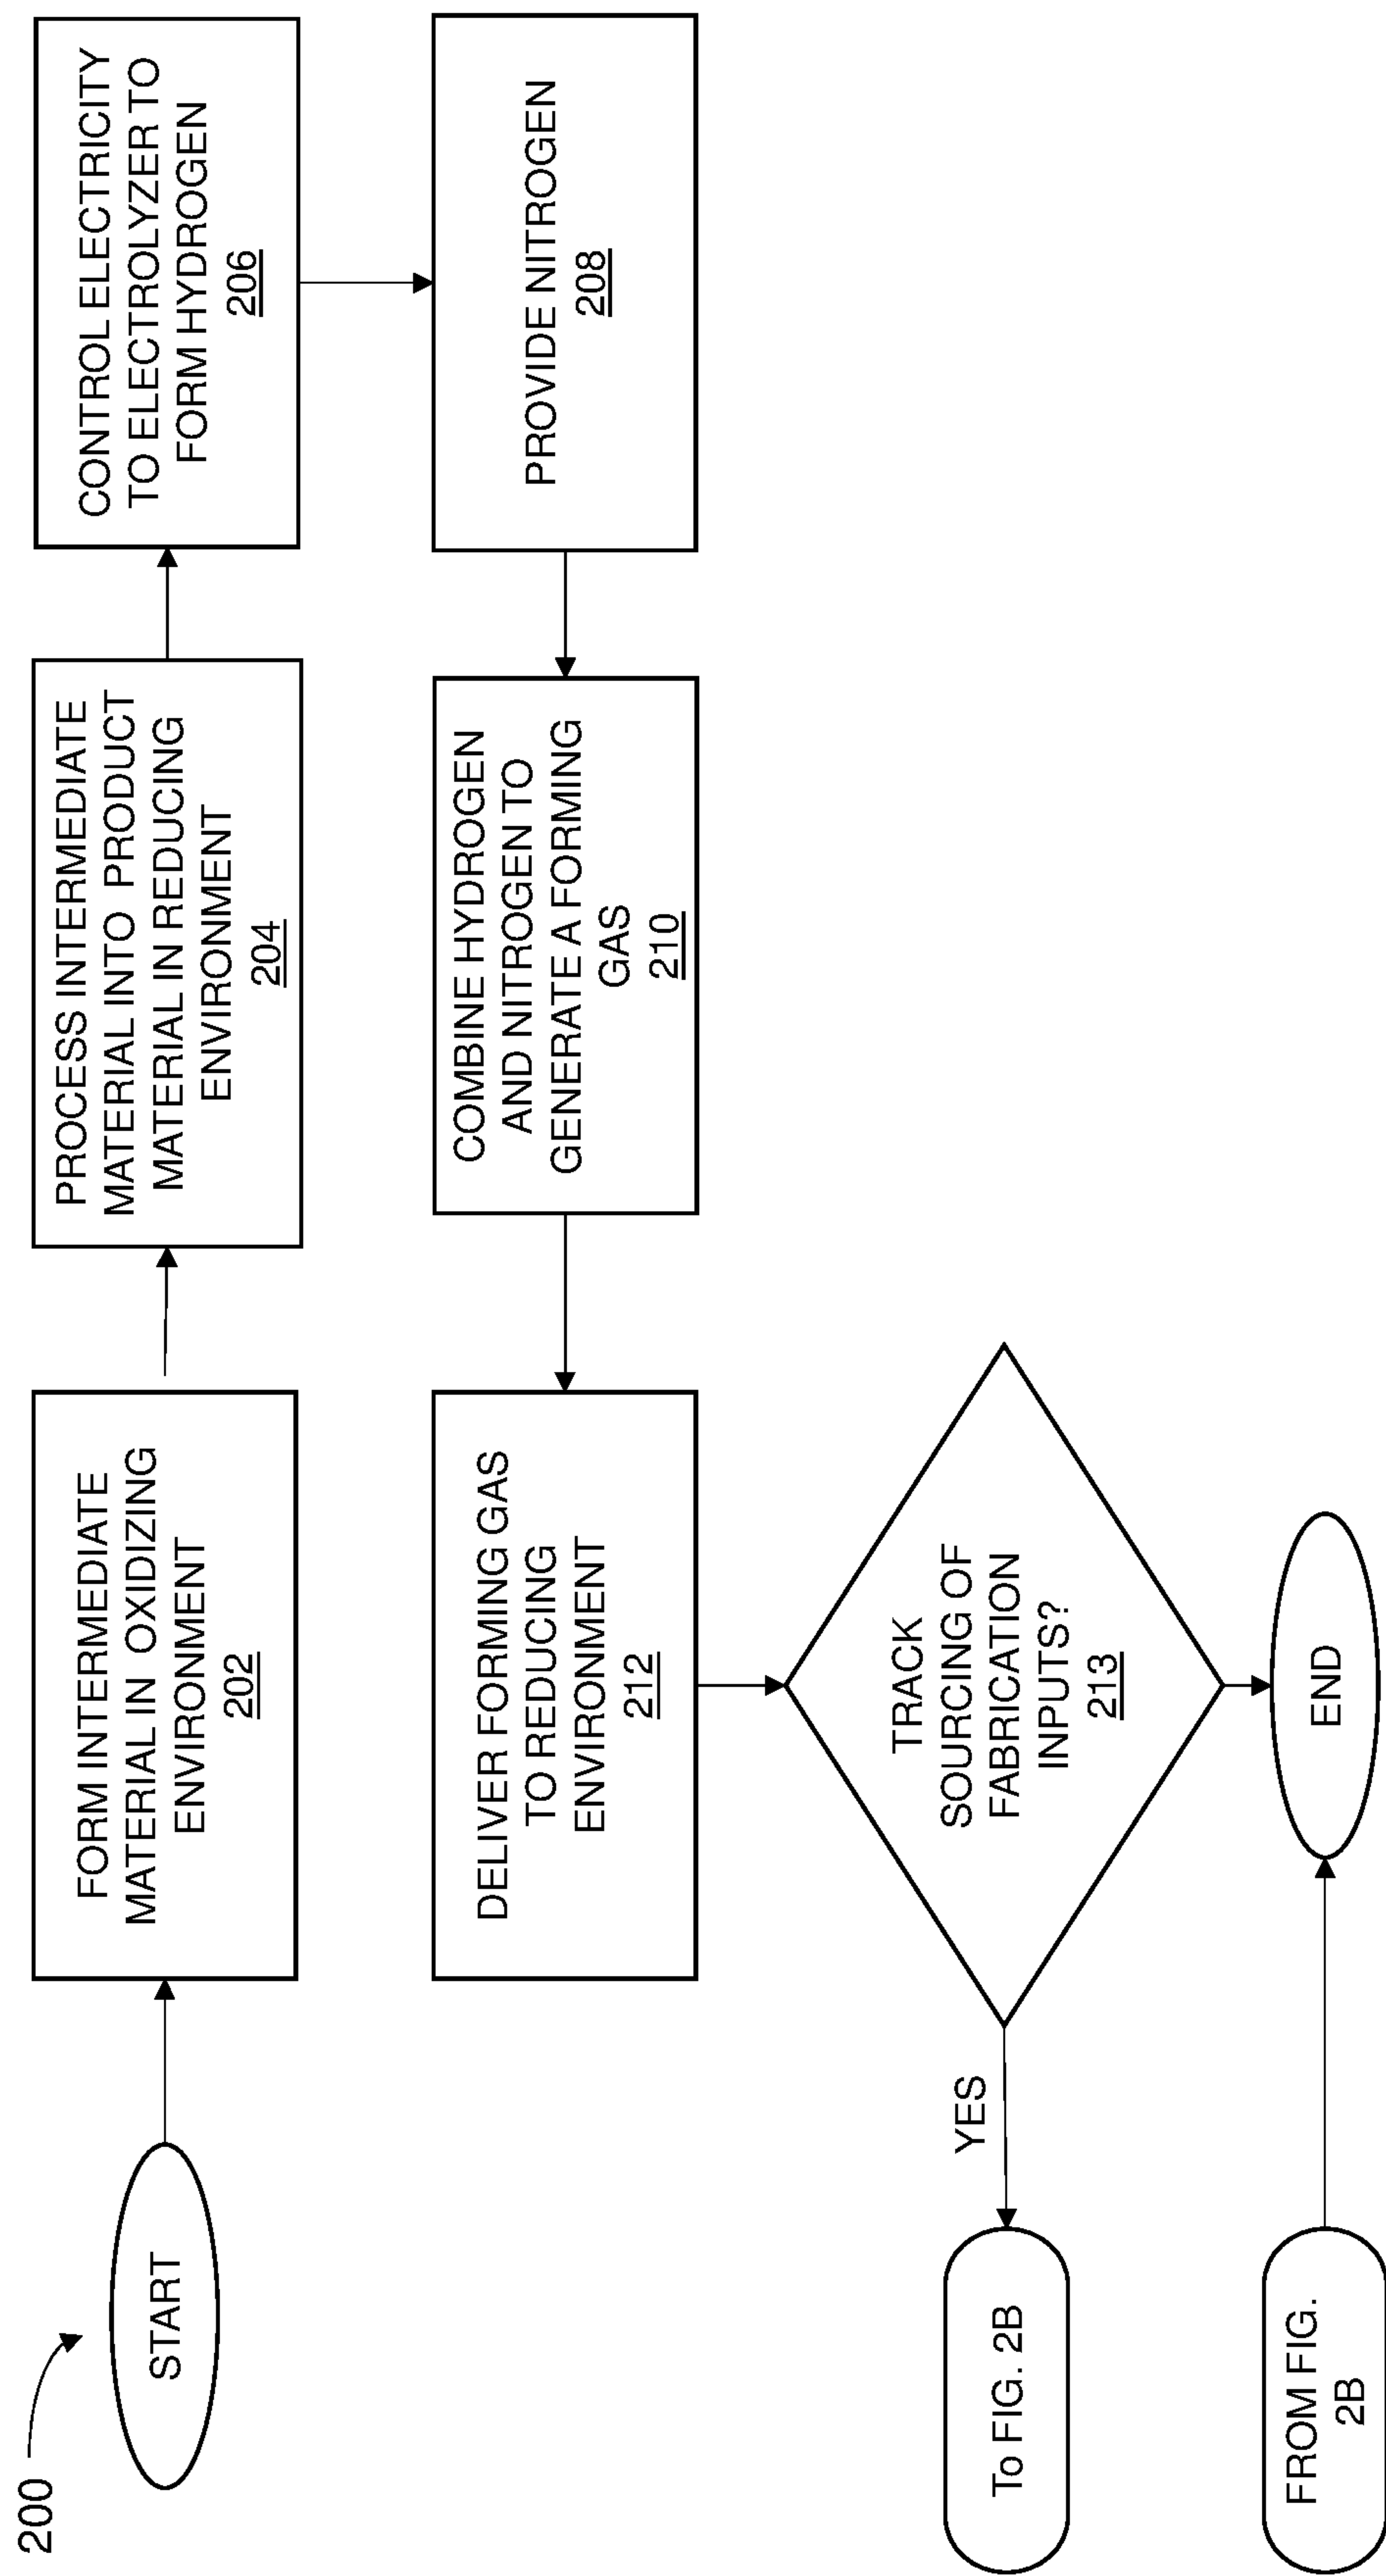 200
START
FORM INTERMEDIATE
MATERIAL IN OXIDIZING
ENVIRONMENT
202
PROCESS INTERMEDIATE
MATERIAL INTO PRODUCT
MATERIAL IN REDUCING
ENVIRONMENT
204
CONTROL ELECTRICITY
TO ELECTROLYZER TO
FORM HYDROGEN
206
PROVIDE NITROGEN
208
COMBINE HYDROGEN
AND NITROGEN TO
GENERATE A FORMING
GAS
210
DELIVER FORMING GAS
TO REDUCING
ENVIRONMENT
212
TRACK
SOURCING OF
FABRICATION
INPUTS?
213
YES
To FIG. 2B
FROM FIG.
2B
END